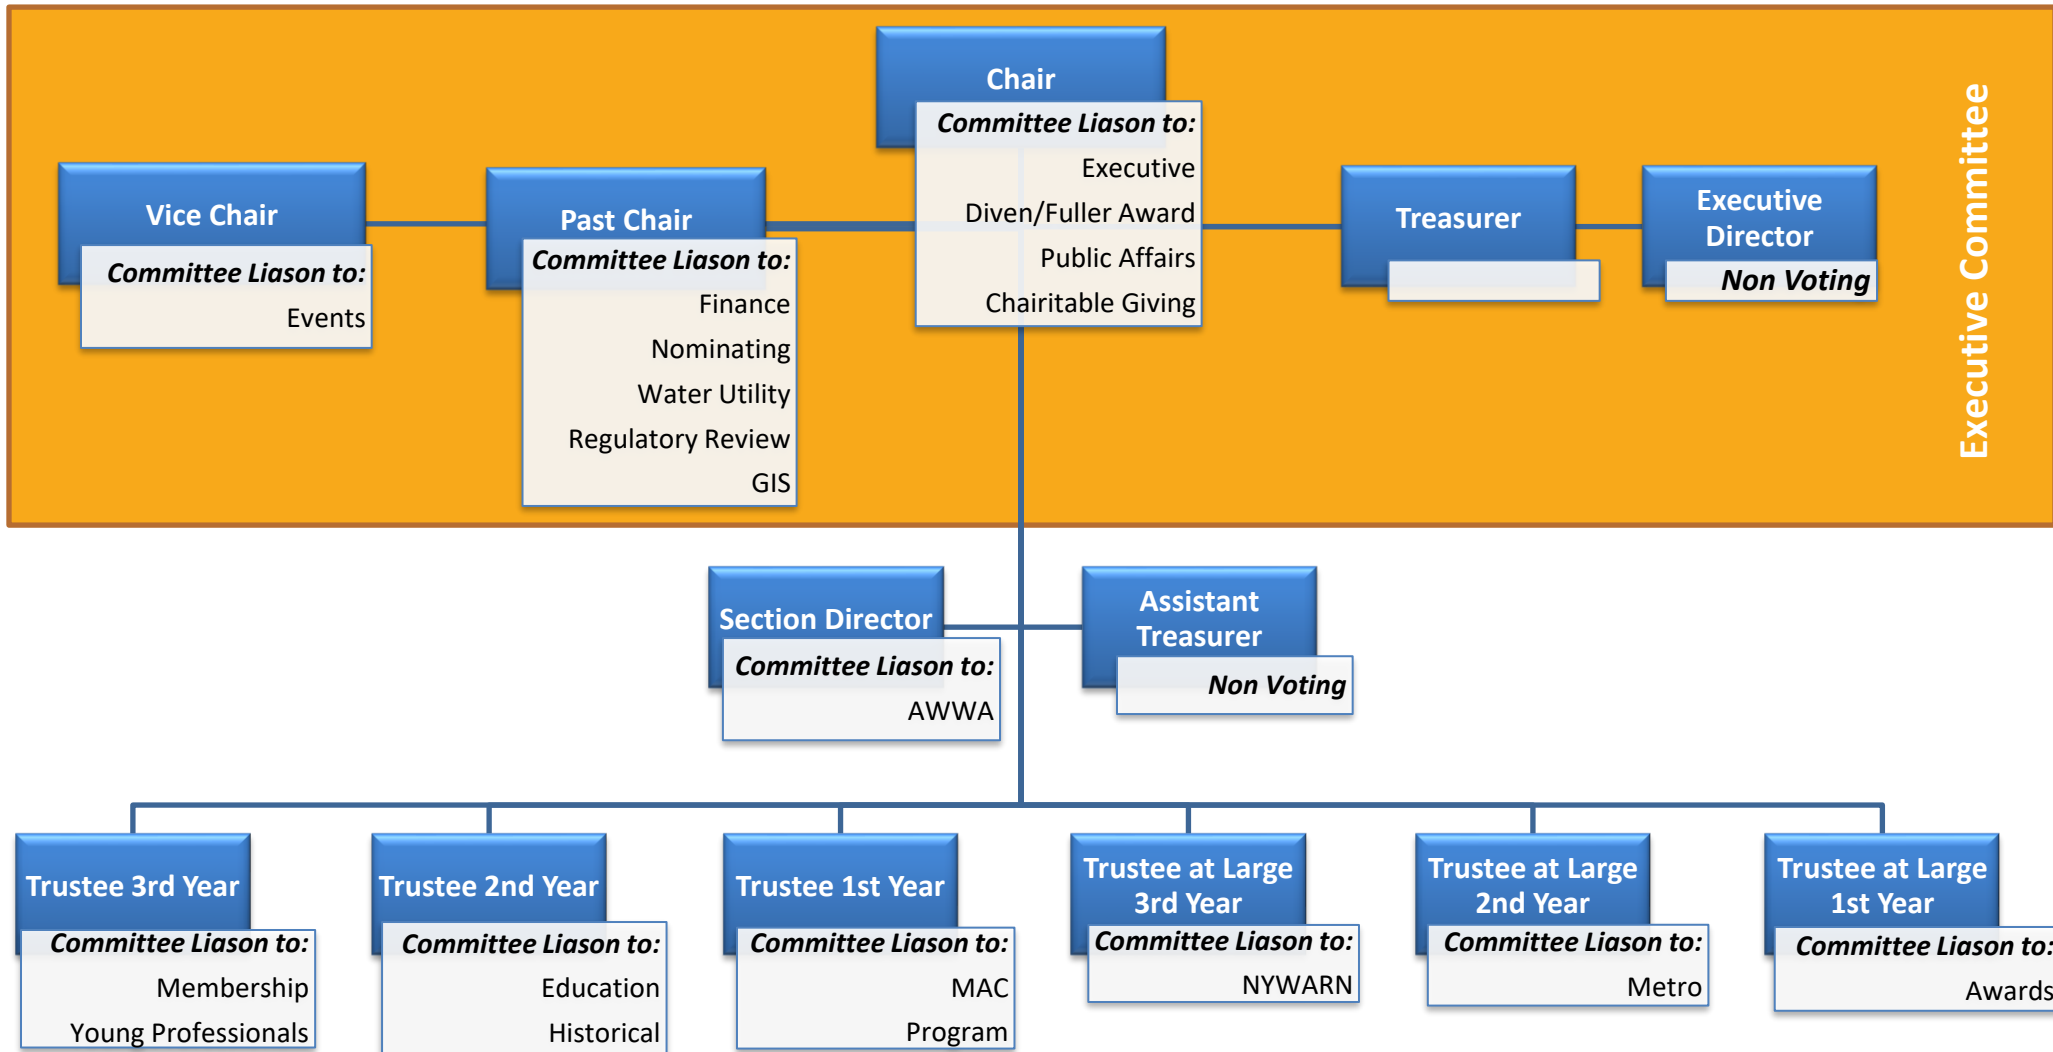 Chair
Committee Liason to:
Executive
Diven/Fuller Award
Public Affairs
Chairitable Giving
Vice Chair
Committee Liason to:
Events
Past Chair
Committee Liason to:
Finance
Nominating
Water Utility
Regulatory Review
GIS
Treasurer
Executive
Director
Non Voting
Executive Committee
Section Director
Committee Liason to:
AWWA
Assistant
Treasurer
Non Voting
Trustee 3rd Year
Committee Liason to:
Membership
Young Professionals
Trustee 2nd Year
Committee Liason to:
Education
Historical
Trustee 1st Year
Committee Liason to:
MAC
Program
Trustee at Large
3rd Year
Committee Liason to:
NYWARN
Trustee at Large
2nd Year
Committee Liason to:
Metro
Trustee at Large
1st Year
Committee Liason to:
Awards